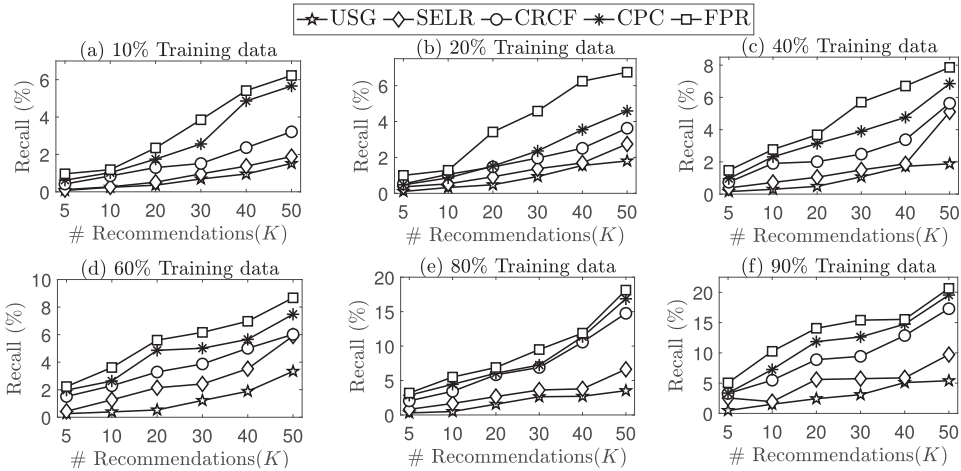 USG SELR CRCF CPC FPR
(a) 10% Training data
Recall (%)
6
4
2
0
5 10 20 30 40 50
# Recommendations(K)
(b) 20% Training data
Recall (%)
6
4
2
0
5 10 20 30 40 50
# Recommendations(K)
(c) 40% Training data
Recall (%)
8
6
4
2
0
5 10 20 30 40 50
# Recommendations(K)
(d) 60% Training data
Recall (%)
10
8
6
4
2
0
5 10 20 30 40 50
# Recommendations(K)
(e) 80% Training data
Recall (%)
20
15
10
5
0
5 10 20 30 40 50
# Recommendations(K)
(f) 90% Training data
Recall (%)
20
15
10
5
0
5 10 20 30 40 50
# Recommendations(K)